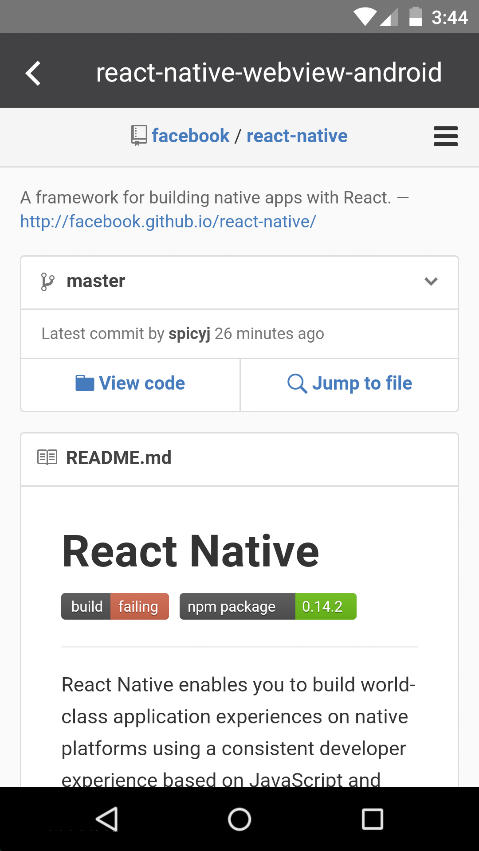 3:44
react-native-webview-android
facebook / react-native
A framework for building native apps with React. —
http://facebook.github.io/react-native/
master
Latest commit by spicyj 26 minutes ago
View code
Jump to file
README.md
React Native
build failing npm package 0.14.2
React Native enables you to build world-
class application experiences on native
platforms using a consistent developer
experience based on JavaScript and